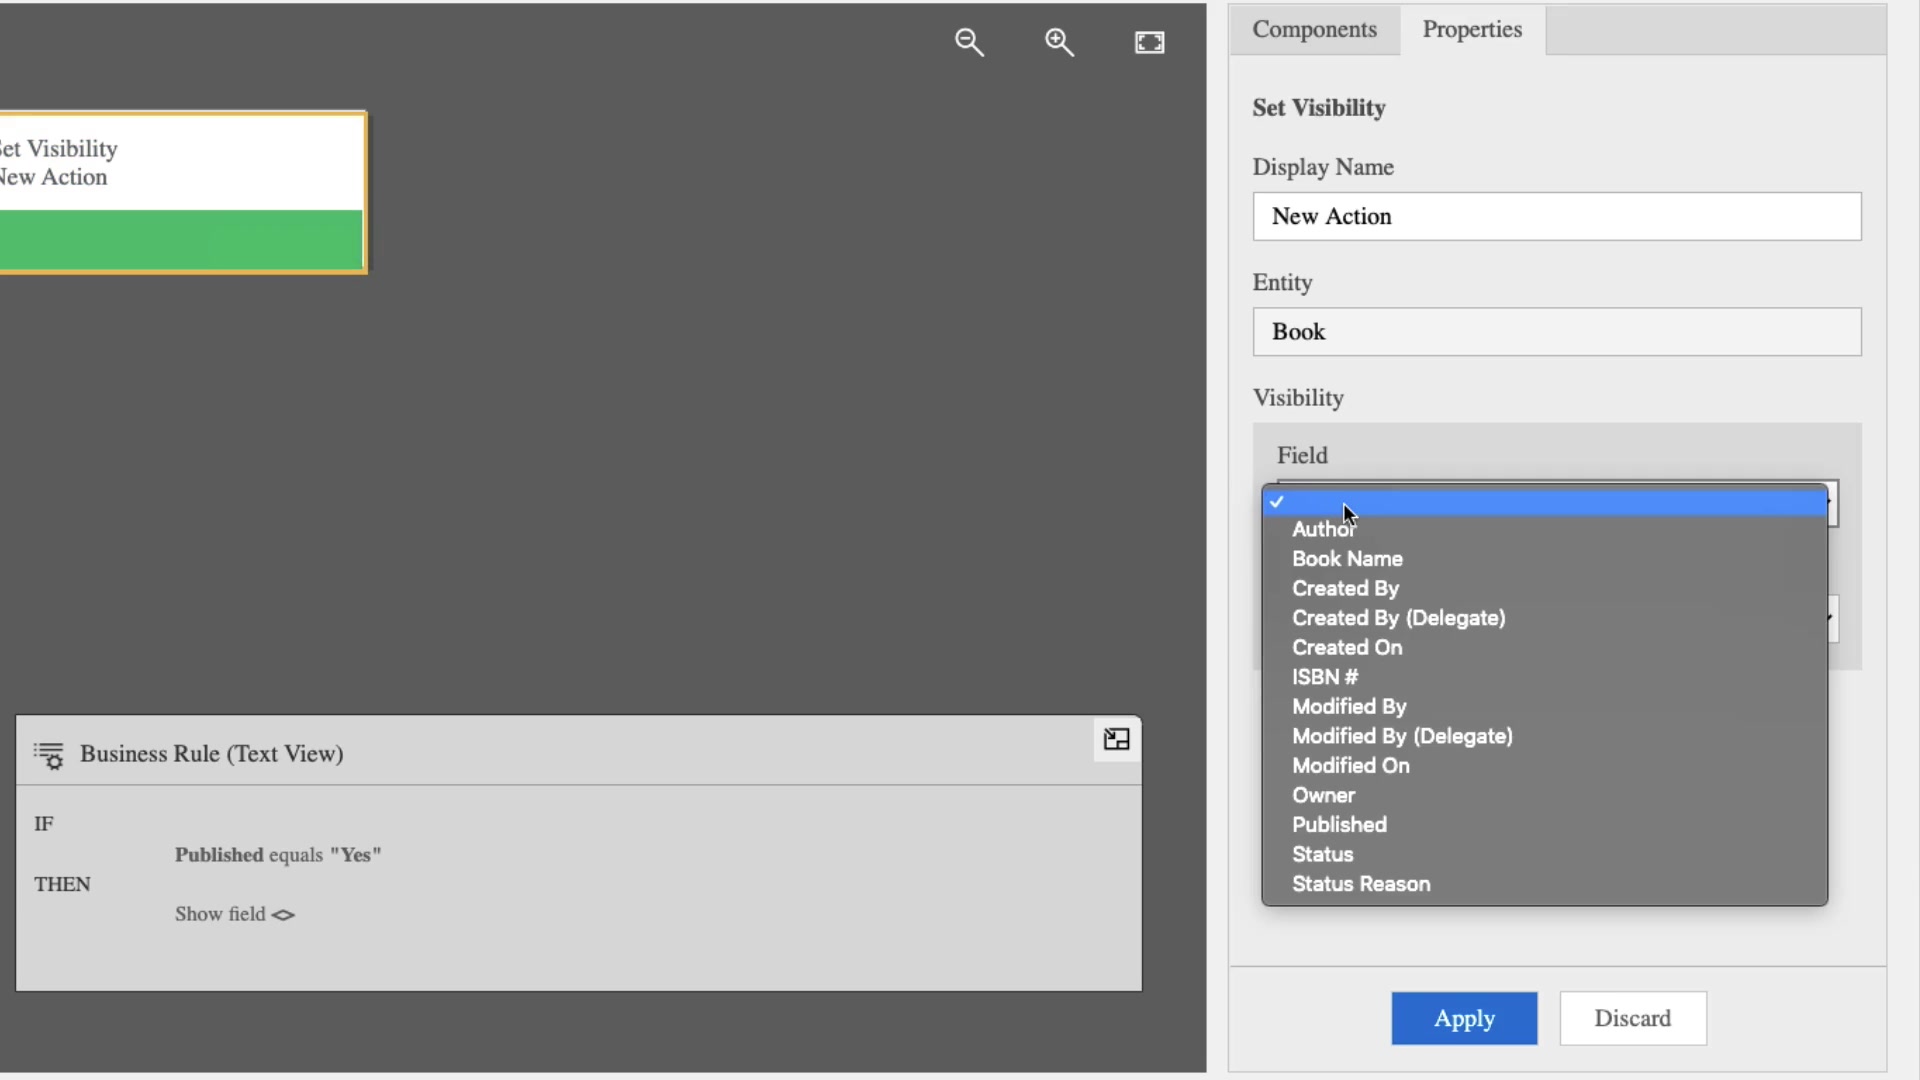 Components
Properties
Set Visibility
New Action
Set Visibility
Display Name
New Action
Entity
Book
Visibility
Field
Author
Book Name
Created By
Created By (Delegate)
Created On
ISBN #
Modified By
Modified By (Delegate)
Modified On
Owner
Published
Status
Status Reason
Business Rule (Text View)
IF
Published equals "Yes"
THEN
Show field <>
Apply
Discard